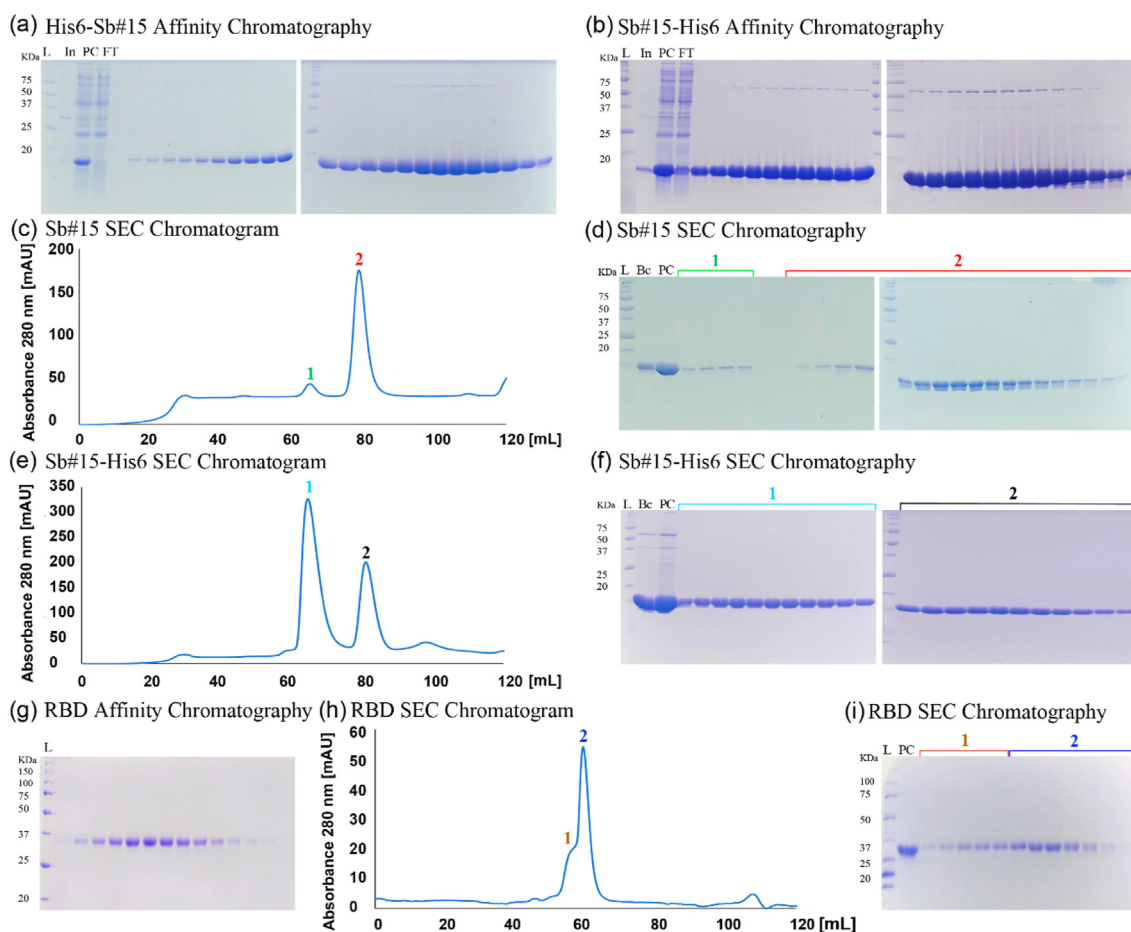 (a) His6-Sb#15 Affinity Chromatography
KDa L In PC FT
75
50
37
25
20
(b) Sb#15-His6 Affinity Chromatography
KDa L In PC FT
75
50
37
25
20
(c) Sb#15 SEC Chromatogram
Absorbance 280 nm [mAU]
200
150
100
50
0
1
2
0 20 40 60 80 100 120 [mL]
(d) Sb#15 SEC Chromatography
1 2
KDa L Bc PC
75
50
37
25
20
(e) Sb#15-His6 SEC Chromatogram
Absorbance 280 nm [mAU]
350
300
250
200
150
100
50
0
1
2
0 20 40 60 80 100 120 [mL]
(f) Sb#15-His6 SEC Chromatography
1 2
KDa L Bc PC
75
50
37
25
20
(g) RBD Affinity Chromatography
L
KDa
150
100
75
50
37
25
20
(h) RBD SEC Chromatogram
Absorbance 280 nm [mAU]
60
50
40
30
20
10
0
1
2
0 20 40 60 80 100 120 [mL]
(i) RBD SEC Chromatography
1 2
KDa L PC
100
75
50
37
25
20